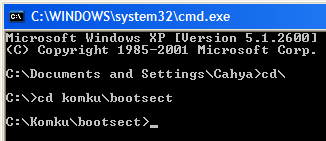 C:\WINDOWS\system32\cmd.exe
Microsoft Windows XP [Version 5.1.2600]
(C) Copyright 1985-2001 Microsoft Corp.
C:\Documents and Settings\Cahya>cd\
C:\>cd komku\bootsect
C:\Komku\bootsect>_